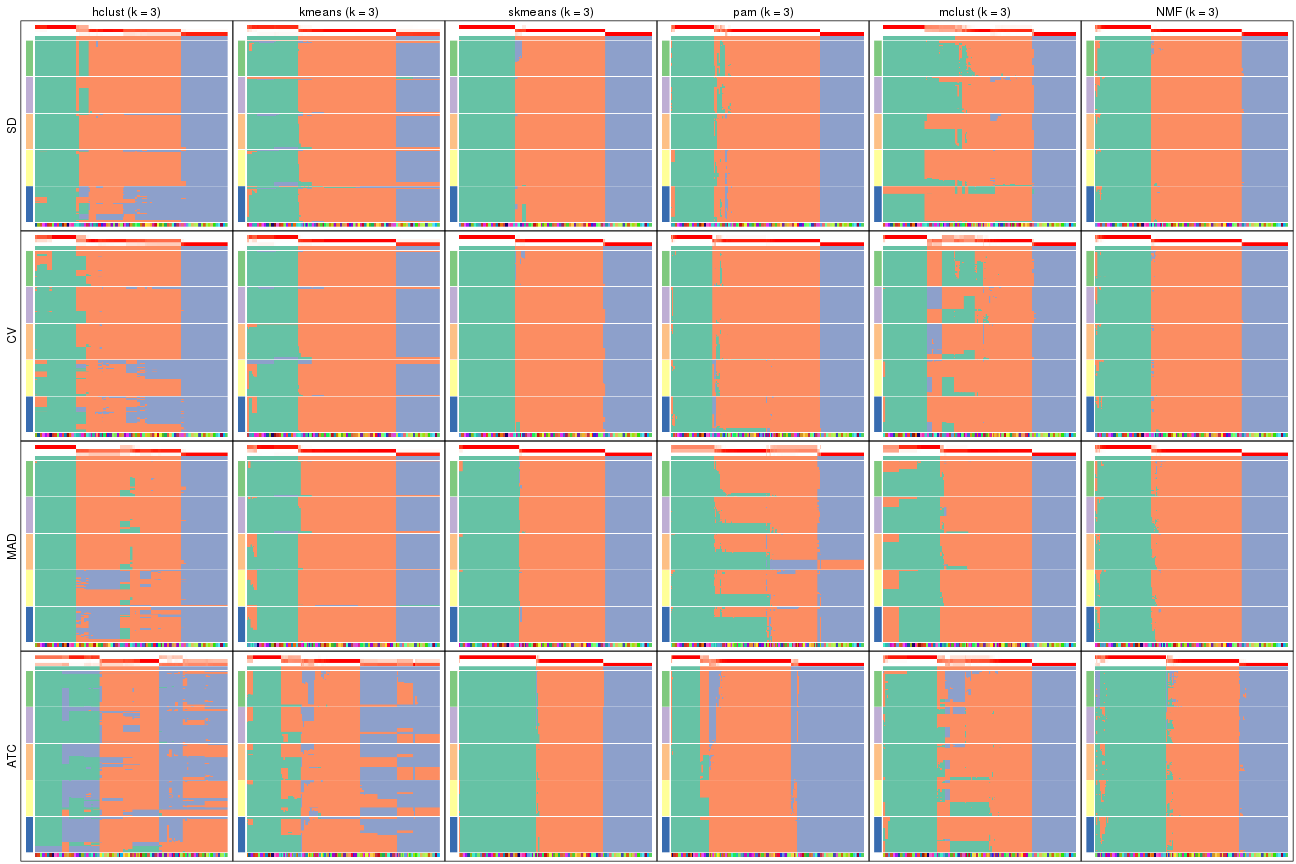 hclust (k = 3) kmeans (k = 3) skmeans (k = 3) pam (k = 3) mclust (k = 3) NMF (k = 3)
SD
CV
MAD
ATC